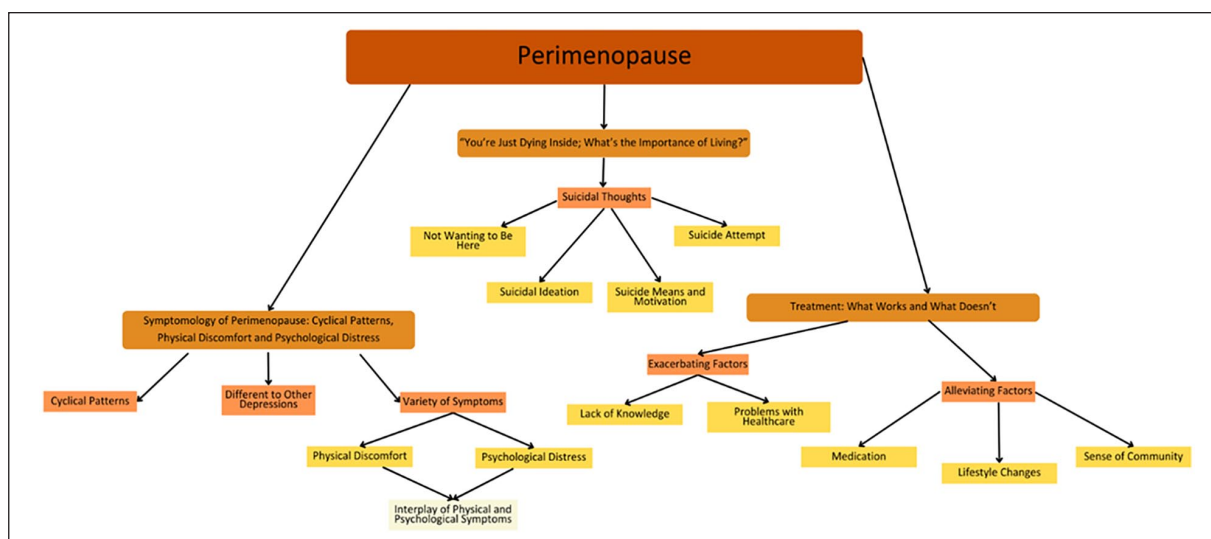 Perimenopause
“You’re Just Dying Inside; What’s the Importance of Living?”
Suicidal Thoughts
Not Wanting to Be
Here
Suicide Attempt
Suicidal Ideation
Suicide Means and
Motivation
Symptomology of Perimenopause: Cyclical Patterns,
Physical Discomfort and Psychological Distress
Cyclical Patterns
Different to Other
Depressions
Variety of Symptoms
Physical Discomfort
Psychological Distress
Interplay of Physical and
Psychological Symptoms
Treatment: What Works and What Doesn’t
Exacerbating Factors
Lack of Knowledge
Problems with
Healthcare
Alleviating Factors
Medication
Lifestyle Changes
Sense of Community